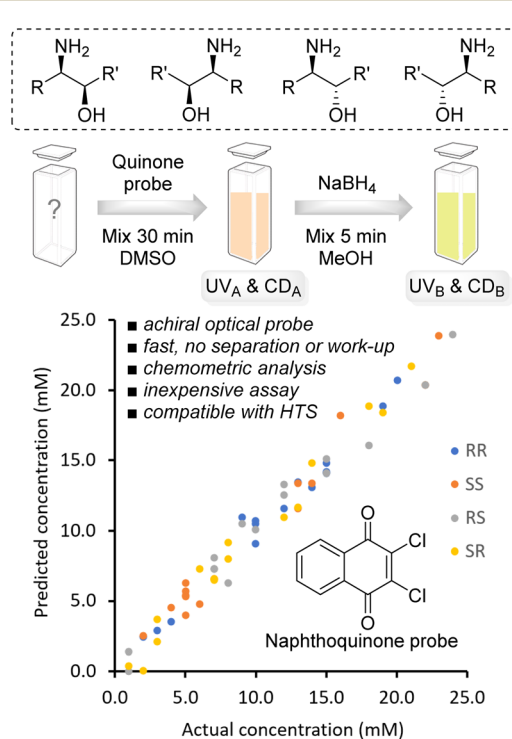 NH2 NH2 NH2 NH2
R R' R' R R R' R' R
OH OH OH OH
?
Quinone
probe
Mix 30 min
DMSO
NaBH4
Mix 5 min
MeOH
UVA & CDA
UVB & CDB
■ achiral optical probe
■ fast, no separation or work-up
■ chemometric analysis
■ inexpensive assay
■ compatible with HTS
Predicted concentration (mM)
25.0
20.0
15.0
10.0
5.0
0.0
RR
SS
RS
SR
O
Cl
Cl
O
Naphthoquinone probe
0.0 5.0 10.0 15.0 20.0 25.0
Actual concentration (mM)